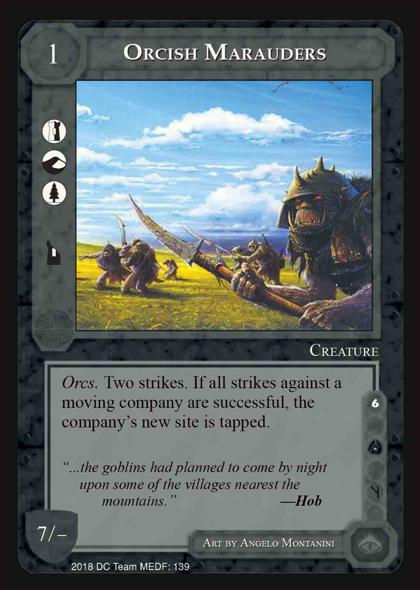 1
ORCISH MARAUDERS
CREATURE
Orcs. Two strikes. If all strikes against a
moving company are successful, the
company's new site is tapped.
6
“...the goblins had planned to come by night
upon some of the villages nearest the
mountains.” —Hob
7/–
ART BY ANGELO MONTANINI
2018 DC Team MEDF: 139